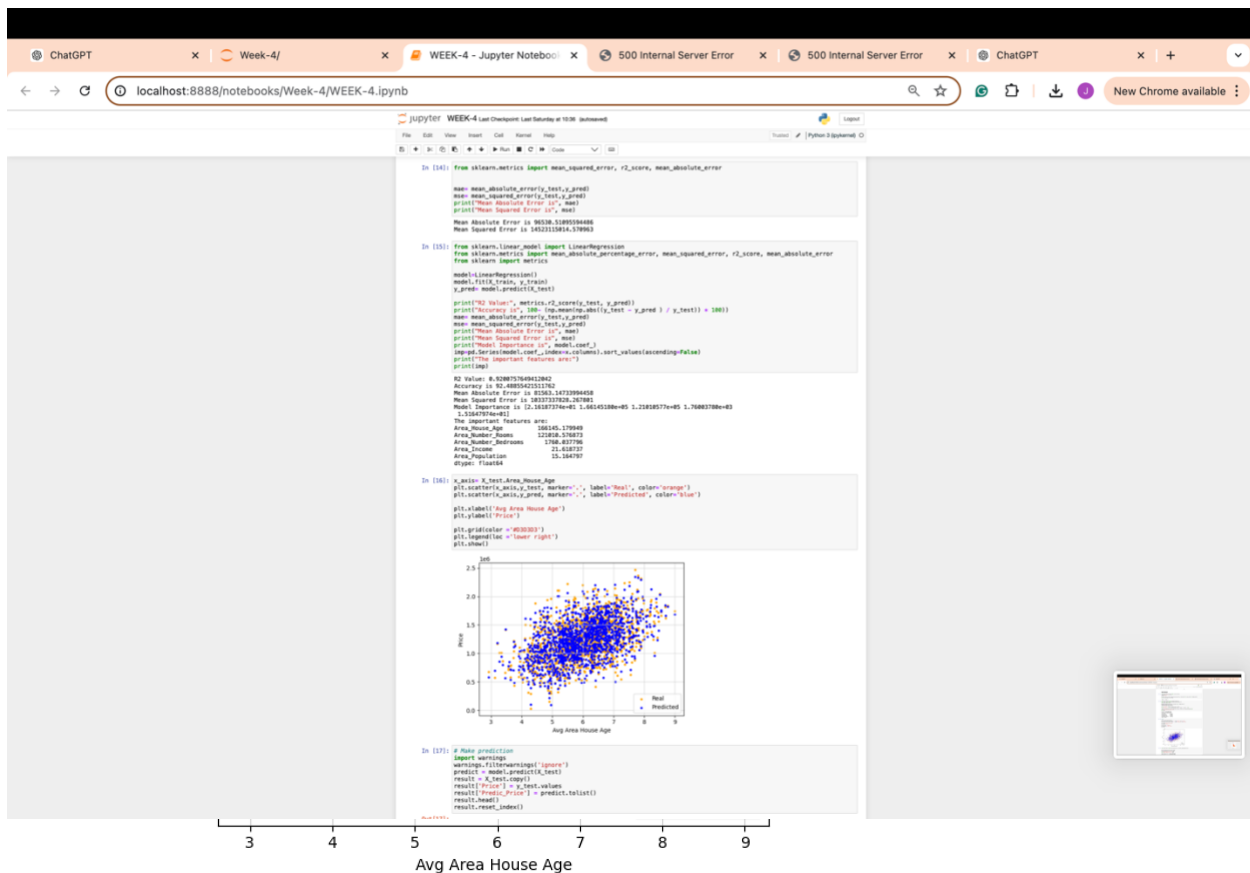 ChatGPT
Week-4/
WEEK-4 - Jupyter Noteboo
500 Internal Server Error
500 Internal Server Error
ChatGPT
localhost:8888/notebooks/Week-4/WEEK-4.ipynb
New Chrome available
jupyter WEEK-4 Last Checkpoint: Last Saturday at 10:36 (autosaved)
Logout
File Edit View Insert Cell Kernel Help
Trusted
Python 3 (ipykernel)
Run
Code
In [14]: from sklearn.metrics import mean_squared_error, r2_score, mean_absolute_error
mae= mean_absolute_error(y_test,y_pred)
mse= mean_squared_error(y_test,y_pred)
print("Mean Absolute Error is", mae)
print("Mean Squared Error is", mse)
Mean Absolute Error is 96530.51095594486
Mean Squared Error is 14523115014.570963
In [15]: from sklearn.linear_model import LinearRegression
from sklearn.metrics import mean_absolute_percentage_error, mean_squared_error, r2_score, mean_absolute_error
from sklearn import metrics
model=LinearRegression()
model.fit(X_train, y_train)
y_pred= model.predict(X_test)
print("R2 Value:", metrics.r2_score(y_test, y_pred))
print("Accuracy is", 100- (np.mean(np.abs((y_test - y_pred ) / y_test)) * 100))
mae= mean_absolute_error(y_test,y_pred)
mse= mean_squared_error(y_test,y_pred)
print("Mean Absolute Error is", mae)
print("Mean Squared Error is", mse)
print("Model Importance is", model.coef_)
imp=pd.Series(model.coef_,index=x.columns).sort_values(ascending=False)
print("The important features are:")
print(imp)
R2 Value: 0.9200757649412042
Accuracy is 92.48055421511762
Mean Absolute Error is 81563.14733994458
Mean Squared Error is 10337337828.267801
Model Importance is [2.16187374e+01 1.66145180e+05 1.21010577e+05 1.76003780e+03
1.51647974e+01]
The important features are:
Area_House_Age 166145.179949
Area_Number_Rooms 121010.576873
Area_Number_Bedrooms 1760.037796
Area_Income 21.618737
Area_Population 15.164797
dtype: float64
In [16]: x_axis= X_test.Area_House_Age
plt.scatter(x_axis,y_test, marker=".", label="Real", color="orange")
plt.scatter(x_axis,y_pred, marker=".", label="Predicted", color="blue")
plt.xlabel('Avg Area House Age')
plt.ylabel('Price')
plt.grid(color ='#D3D3D3')
plt.legend(loc ='lower right')
plt.show()
1e6
2.5
2.0
1.5
1.0
0.5
0.0
Price
Real
Predicted
3 4 5 6 7 8 9
Avg Area House Age
In [17]: # Make prediction
import warnings
warnings.filterwarnings('ignore')
predict = model.predict(X_test)
result = X_test.copy()
result['Price'] = y_test.values
result['Predic_Price'] = predict.tolist()
result.head()
result.reset_index()
3 4 5 6 7 8 9
Avg Area House Age